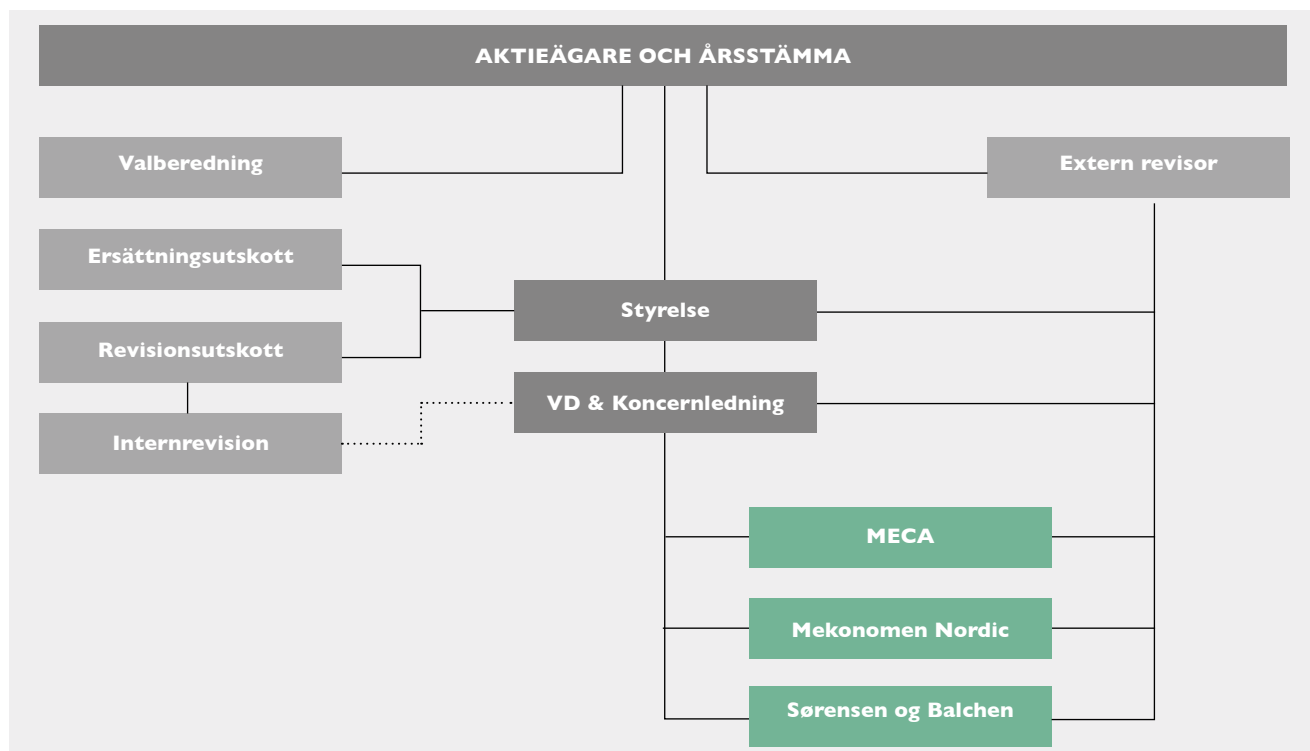 AKTIEÄGARE OCH ÅRSSTÄMMA
Valberedning
Extern revisor
Ersättningsutskott
Styrelse
Revisionsutskott
VD & Koncernledning
Internrevision
MECA
Mekonomen Nordic
Sørensen og Balchen